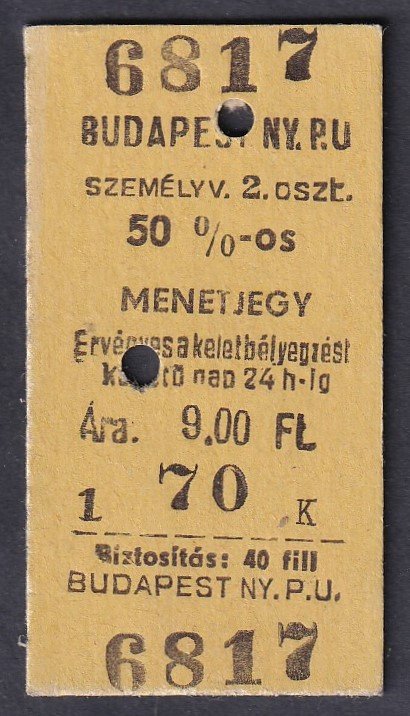 6817
BUDAPEST NY. P.U
SZEMÉLYV. 2. oszt.
50 %-os
MENETJEGY
Érvényes a keletbélyegzést
követő nap 24 h-ig
Ára. 9.00 Ft
1 70 K
Biztosítás: 40 fill
BUDAPEST NY. P. U.
6817